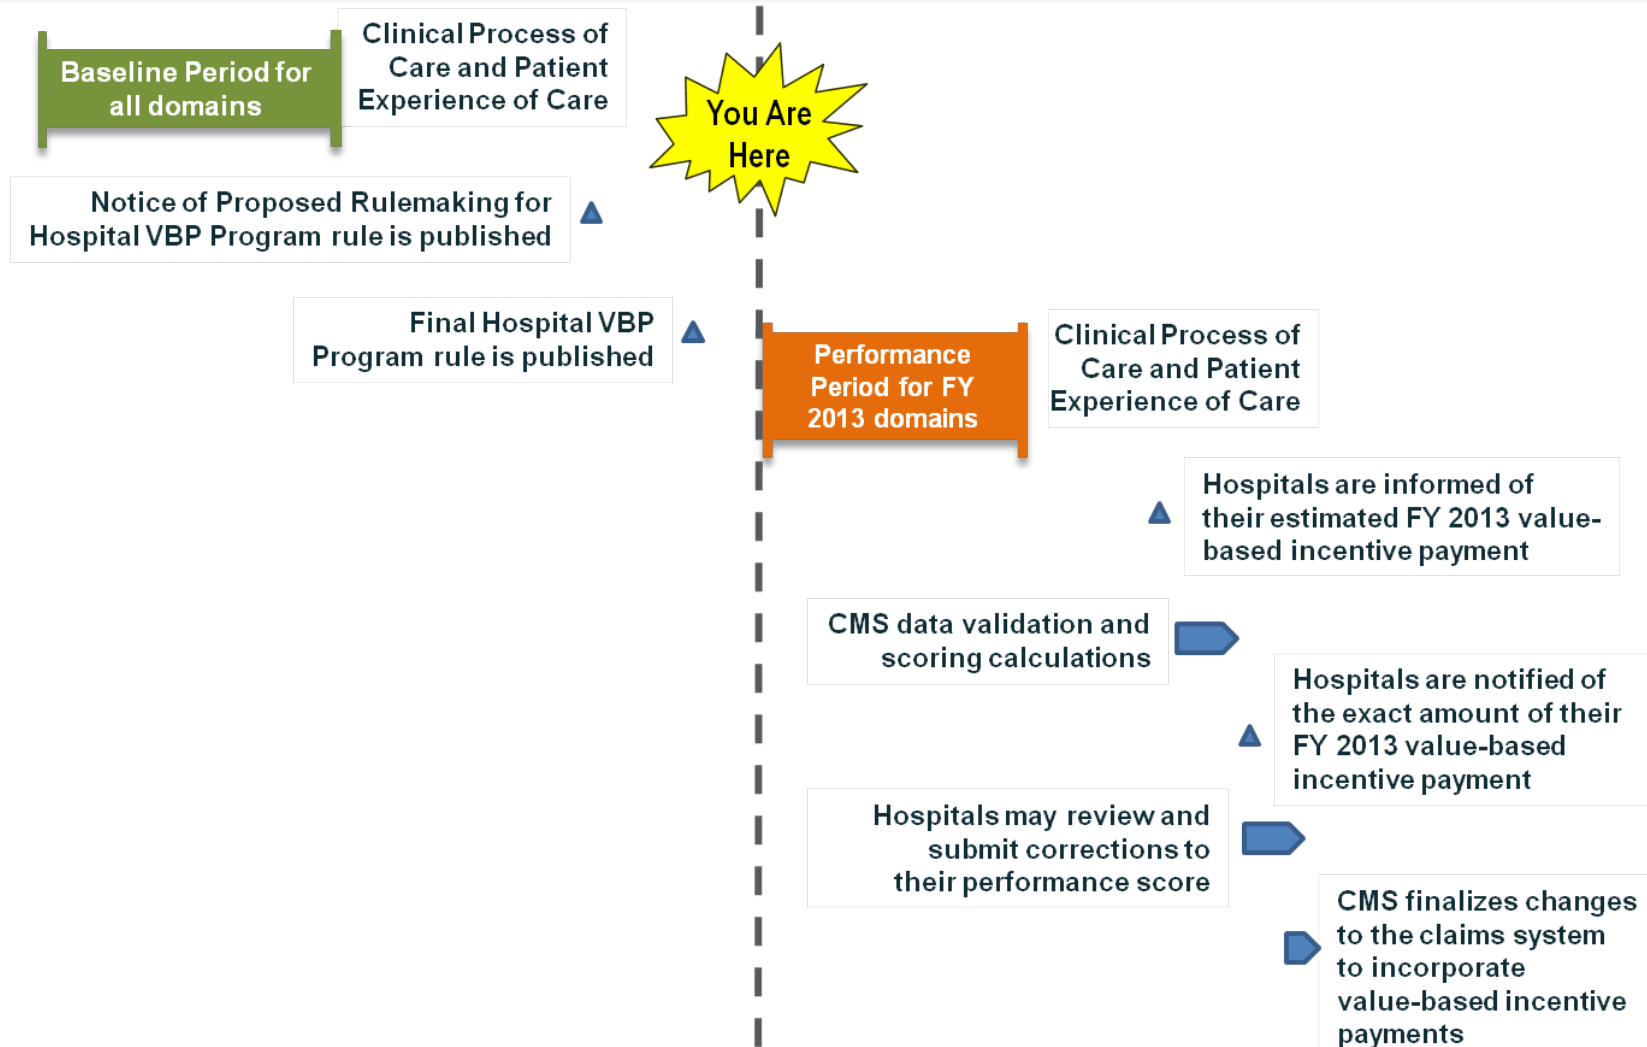 Baseline Period for
all domains
Clinical Process of
Care and Patient
Experience of Care
You Are
Here
Notice of Proposed Rulemaking for
Hospital VBP Program rule is published
Final Hospital VBP
Program rule is published
Performance
Period for FY
2013 domains
Clinical Process of
Care and Patient
Experience of Care
Hospitals are informed of
their estimated FY 2013 value-
based incentive payment
CMS data validation and
scoring calculations
Hospitals are notified of
the exact amount of their
FY 2013 value-based
incentive payment
Hospitals may review and
submit corrections to
their performance score
CMS finalizes changes
to the claims system
to incorporate
value-based incentive
payments